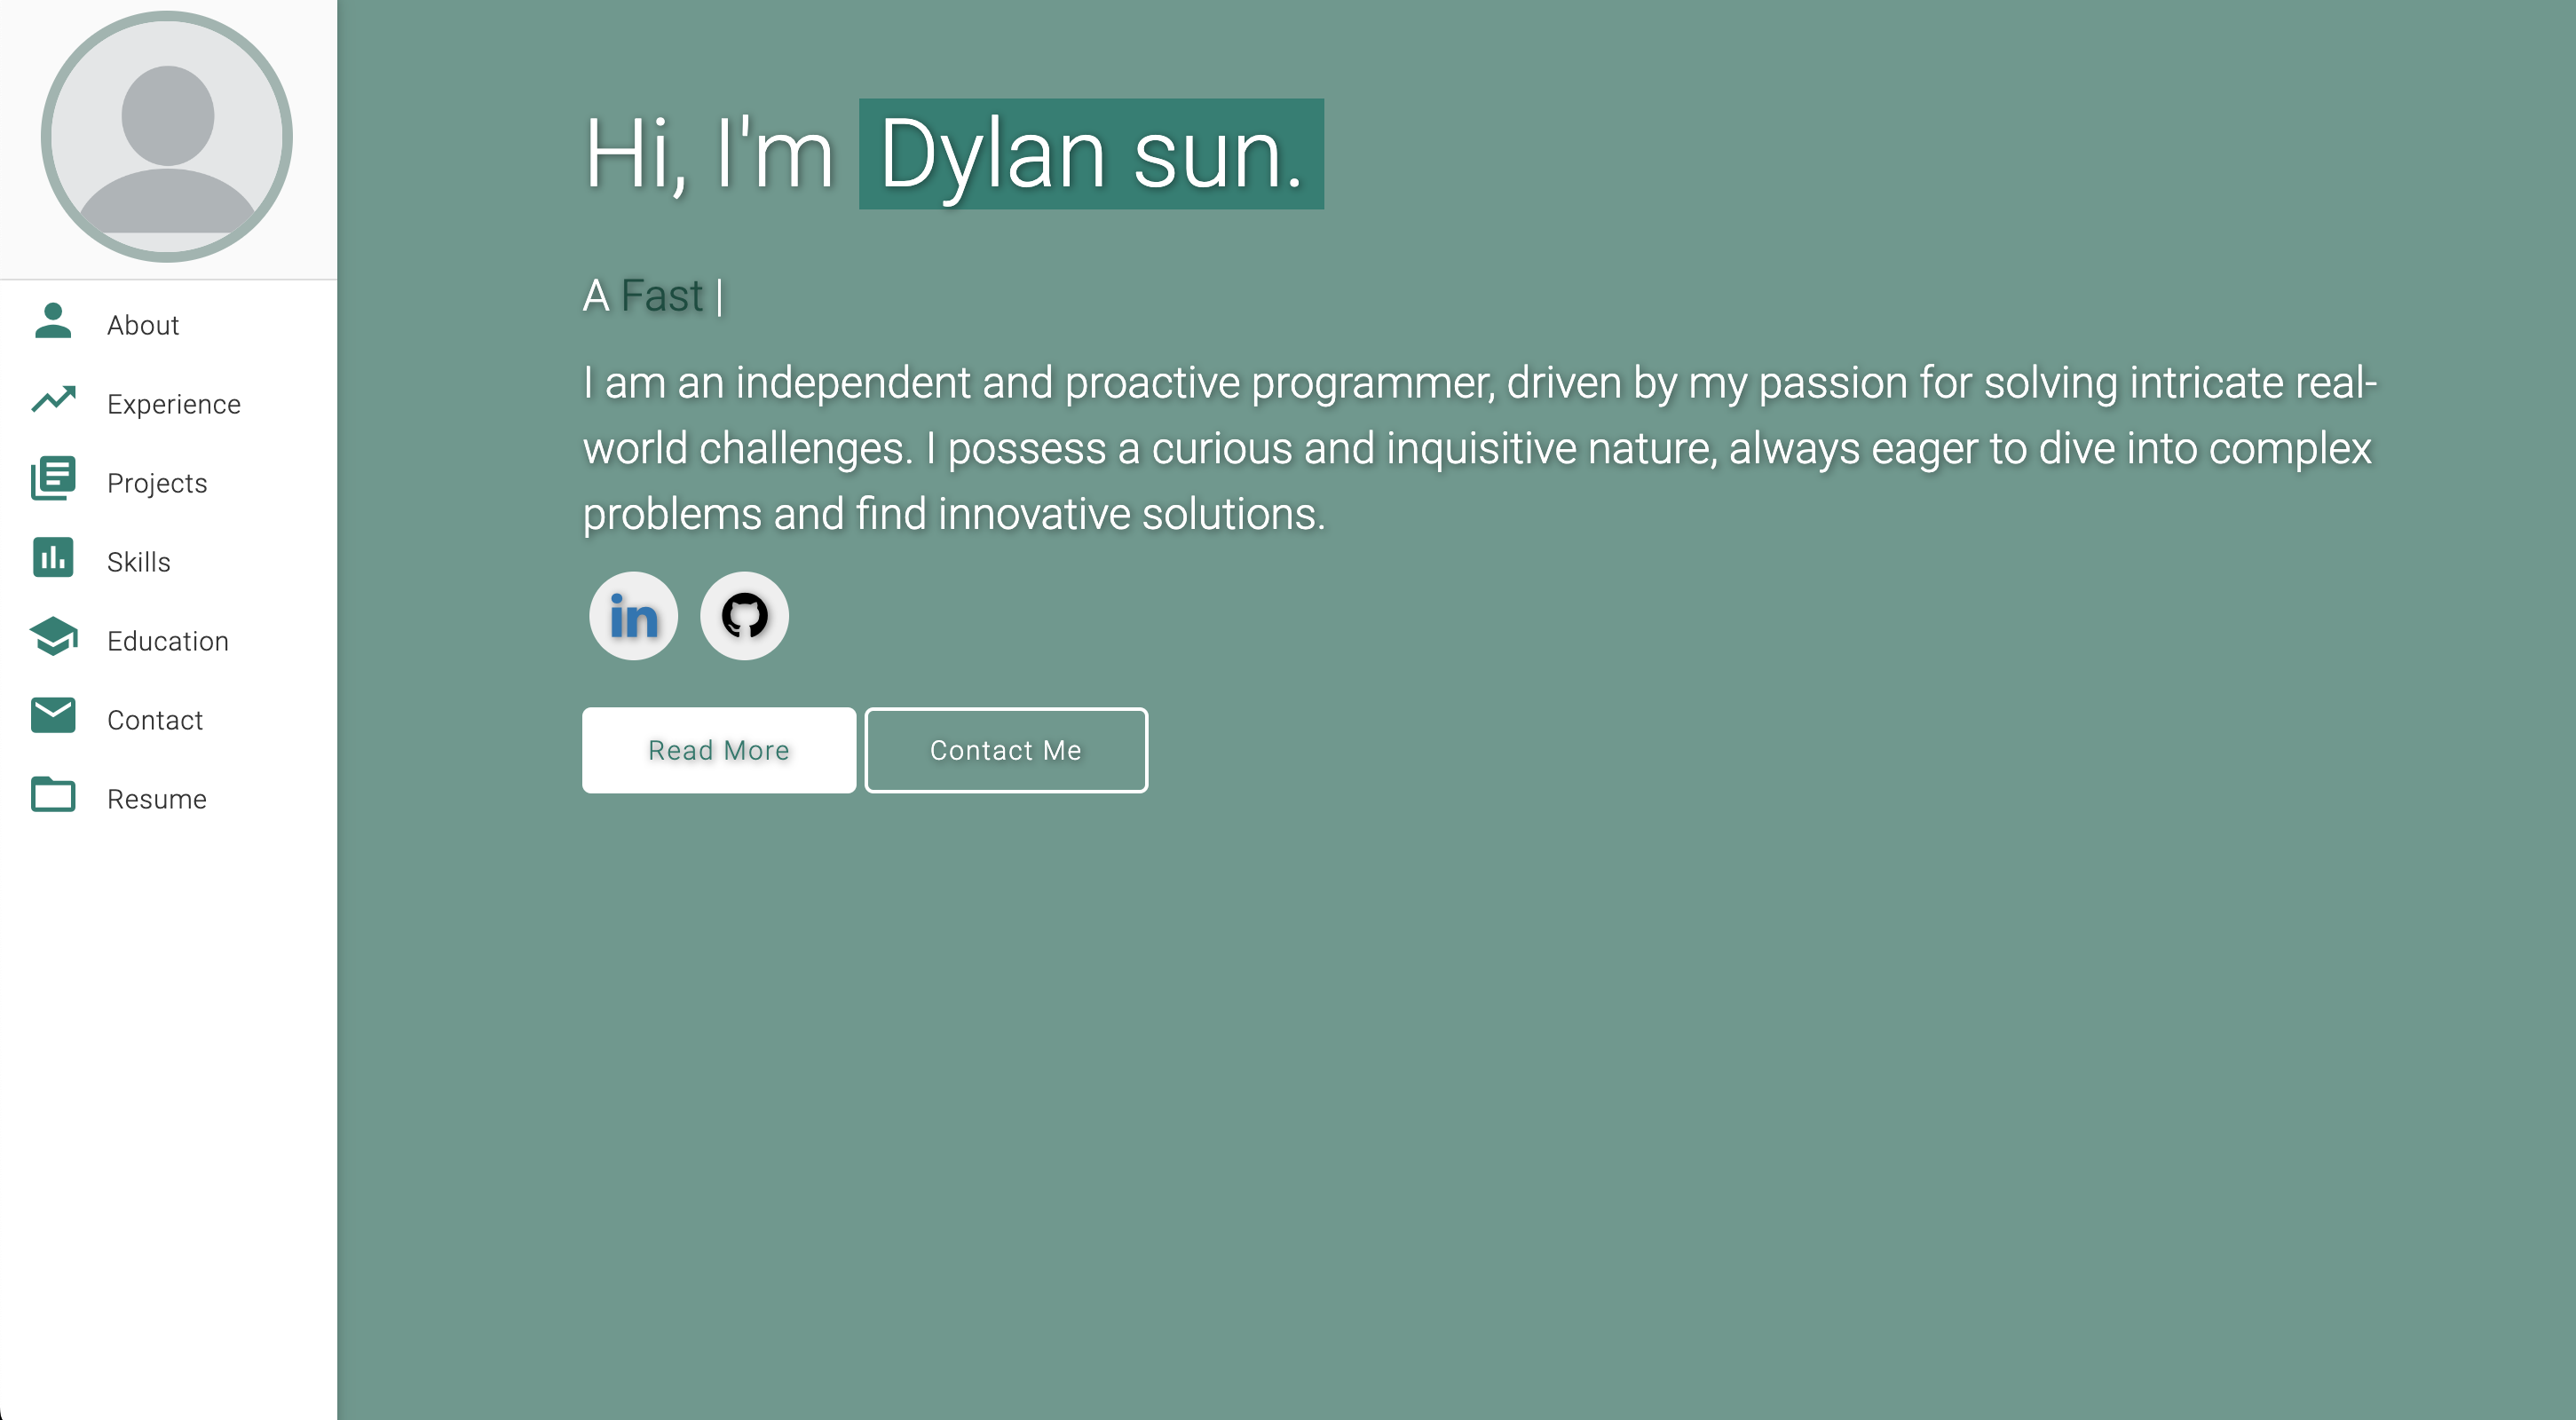 About
Experience
Projects
Skills
Education
Contact
Resume
Hi, I'm Dylan sun.
A Fast |
I am an independent and proactive programmer, driven by my passion for solving intricate real-
world challenges. I possess a curious and inquisitive nature, always eager to dive into complex
problems and find innovative solutions.
in
Read More
Contact Me